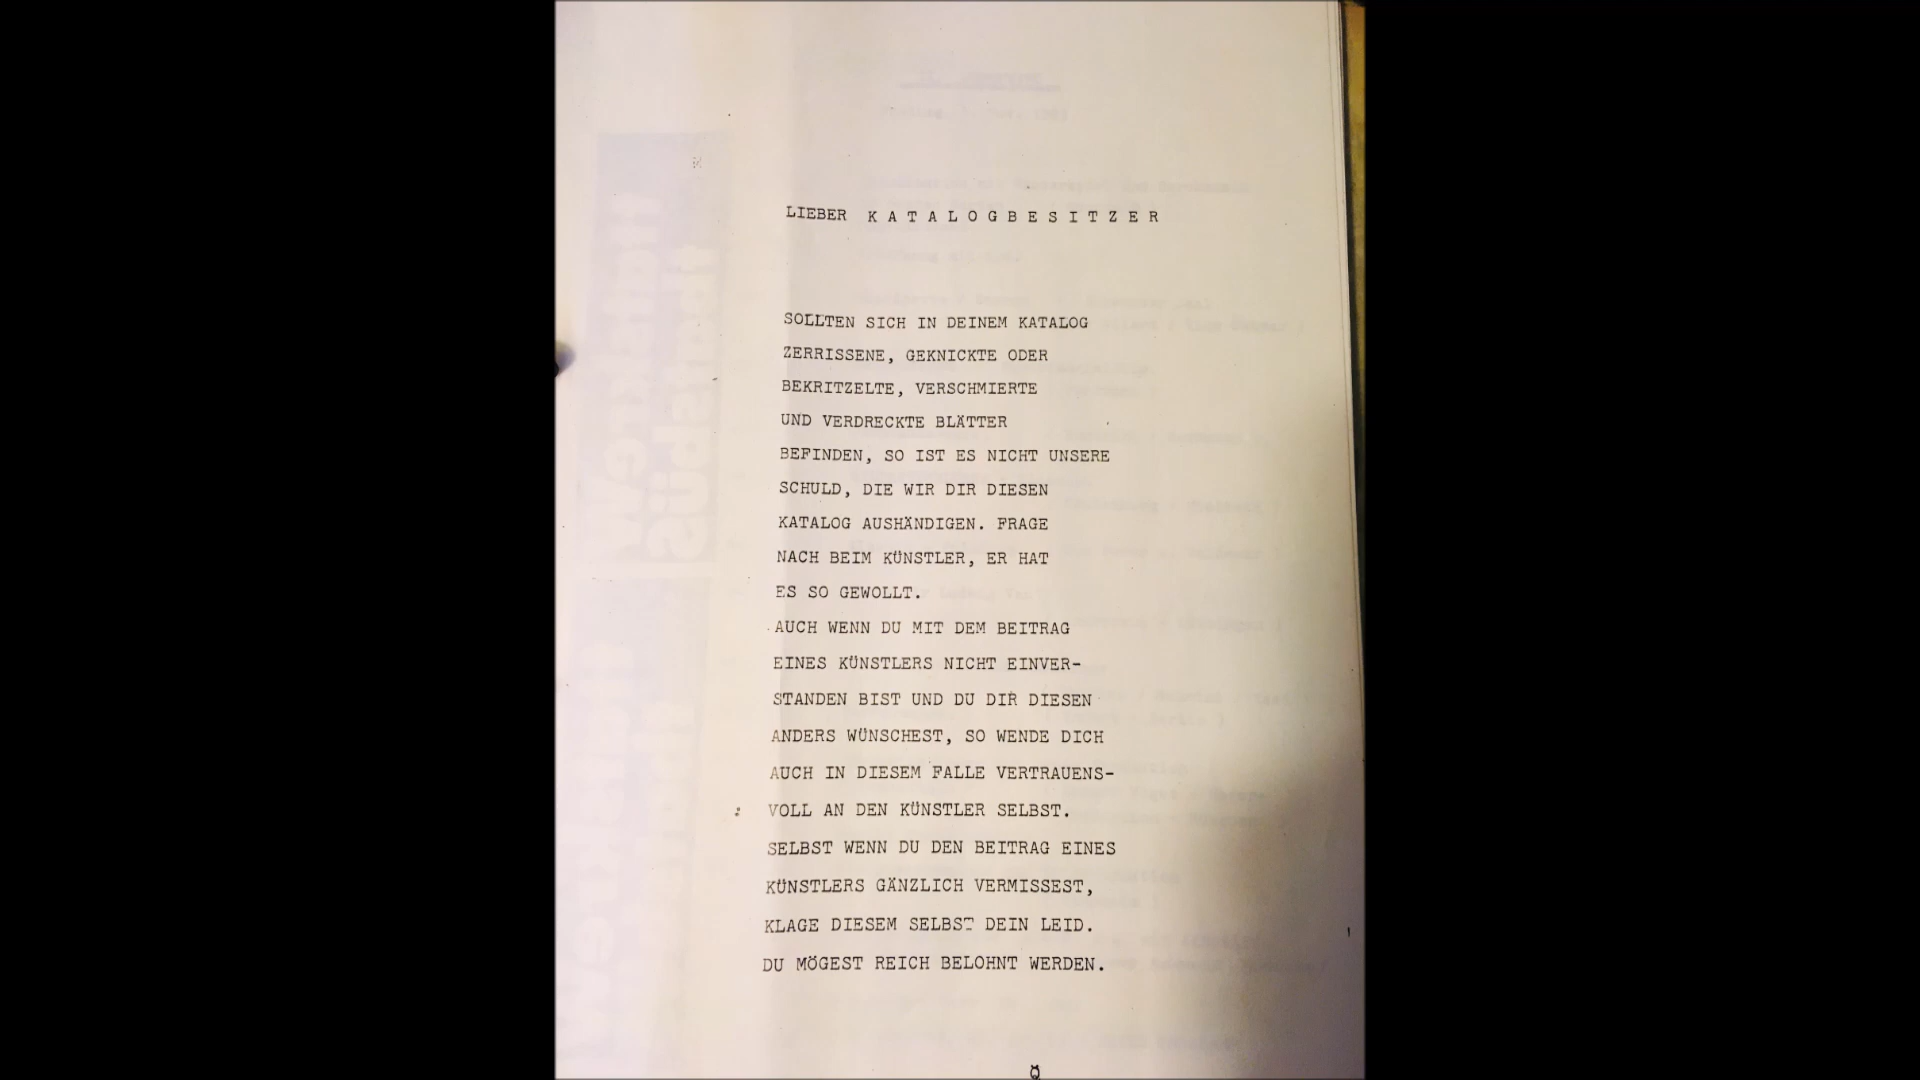 LIEBER KATALOGBESITZER
SOLLTEN SICH IN DEINEM KATALOG
ZERRISSENE, GEKNICKTE ODER
BEKRITZELTE, VERSCHMIERTE
UND VERDRECKTE BLÄTTER
BEFINDEN, SO IST ES NICHT UNSERE
SCHULD, DIE WIR DIR DIESEN
KATALOG AUSHÄNDIGEN. FRAGE
NACH BEIM KÜNSTLER, ER HAT
ES SO GEWOLLT.
AUCH WENN DU MIT DEM BEITRAG
EINES KÜNSTLERS NICHT EINVER-
STANDEN BIST UND DU DIR DIESEN
ANDERS WÜNSCHEST, SO WENDE DICH
AUCH IN DIESEM FALLE VERTRAUENS-
VOLL AN DEN KÜNSTLER SELBST.
SELBST WENN DU DEN BEITRAG EINES
KÜNSTLERS GÄNZLICH VERMISSEST,
KLAGE DIESEM SELBST DEIN LEID.
DU MÖGEST REICH BELOHNT WERDEN.